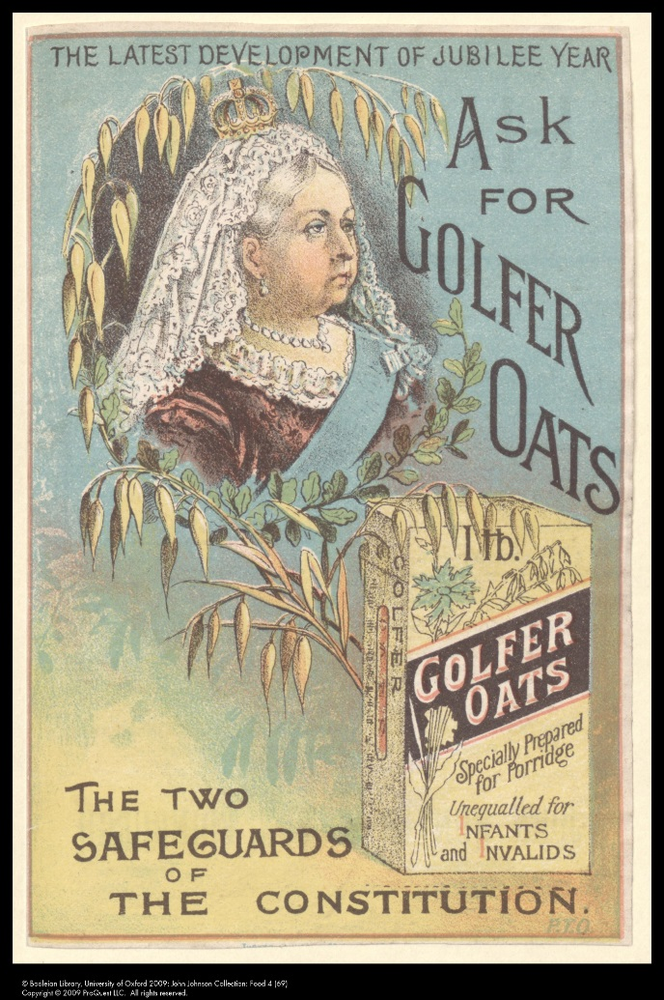 THE LATEST DEVELOPMENT OF JUBILEE YEAR
ASK
FOR
GOLFER
OATS
1 lb.
GOLFER
GOLFER
OATS
Specially Prepared
for Porridge
Unequalled for
INFANTS
and INVALIDS
THE TWO
SAFEGUARDS
OF
THE CONSTITUTION.
P.T.O.
© Bodleian Library, University of Oxford 2009: John Johnson Collection: Food 4 (69)
Copyright © 2009 ProQuest LLC. All rights reserved.